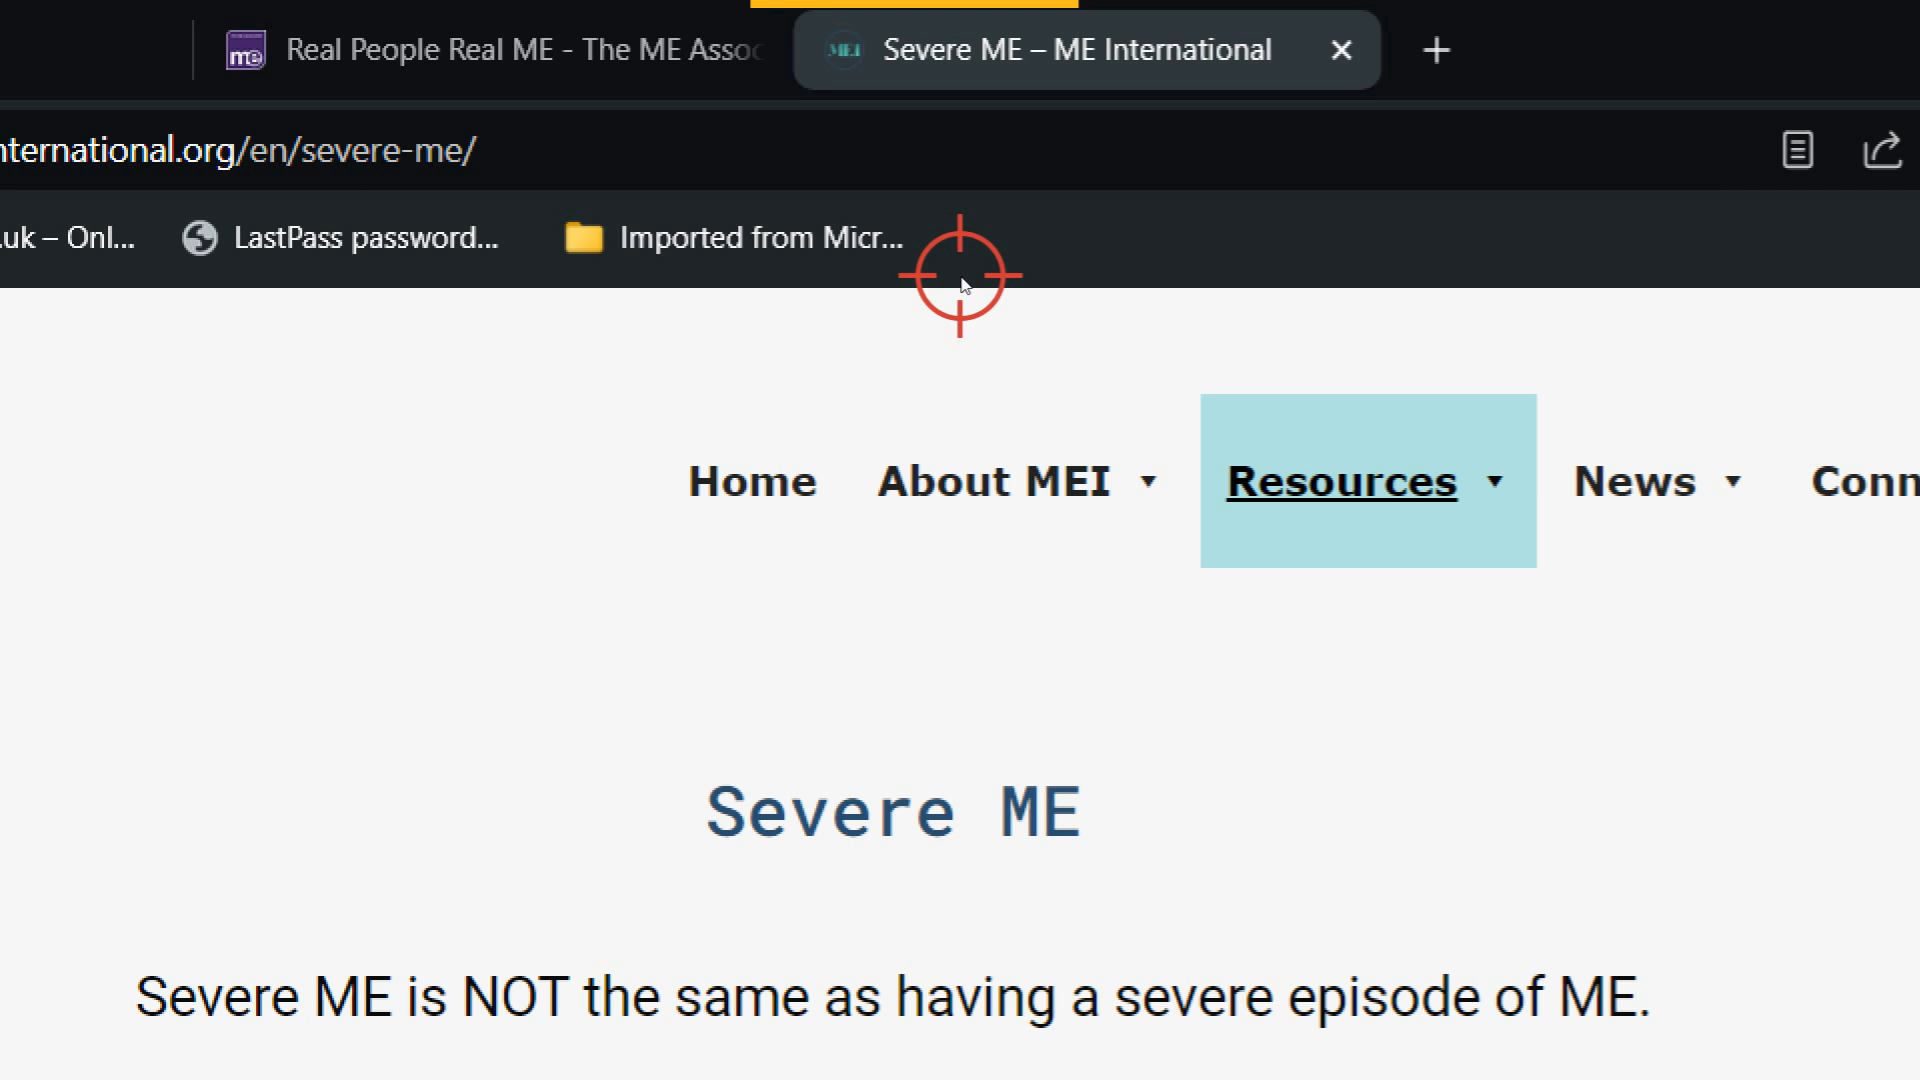 Real People Real ME - The ME Assoc
MEI Severe ME – ME International
nternational.org/en/severe-me/
.uk – Onl... LastPass password... Imported from Micr...
Home About MEI Resources News Conn
Severe ME
Severe ME is NOT the same as having a severe episode of ME.